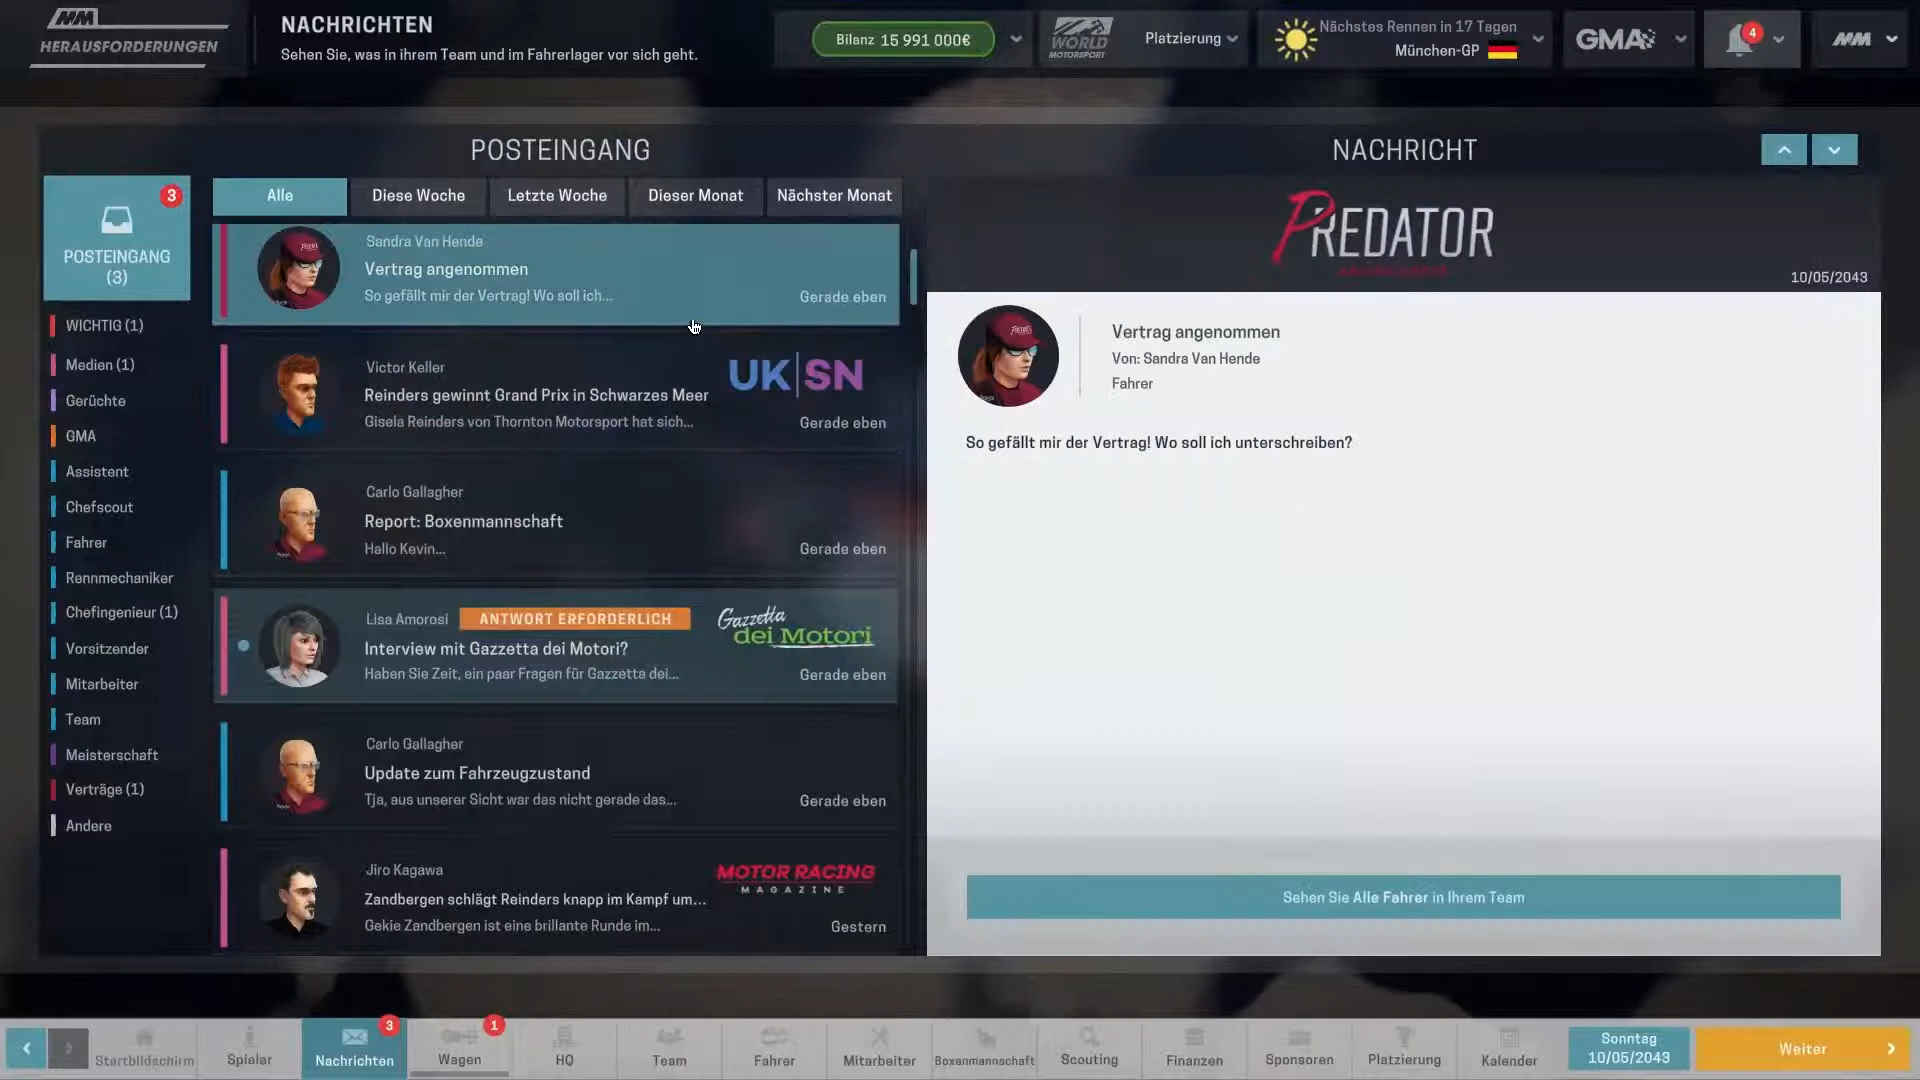 HERAUSFORDERUNGEN
NACHRICHTEN
Sehen Sie, was in ihrem Team und im Fahrerlager vor sich geht.
Bilanz 15 991 000€
WORLD
MOTORSPORT
Platzierung
Nächstes Rennen in 17 Tagen
München-GP
GMA
4
POSTEINGANG
3
POSTEINGANG
(3)
WICHTIG (1)
Medien (1)
Gerüchte
GMA
Assistent
Chefscout
Fahrer
Rennmechaniker
Chefingenieur (1)
Vorsitzender
Mitarbeiter
Team
Meisterschaft
Verträge (1)
Andere
Alle
Diese Woche
Letzte Woche
Dieser Monat
Nächster Monat
Sandra Van Hende
Vertrag angenommen
So gefällt mir der Vertrag! Wo soll ich...
Gerade eben
Victor Keller
UK|SN
Reinders gewinnt Grand Prix in Schwarzes Meer
Gisela Reinders von Thornton Motorsport hat sich...
Gerade eben
Carlo Gallagher
Report: Boxenmannschaft
Hallo Kevin...
Gerade eben
Lisa Amorosi
ANTWORT ERFORDERLICH
Gazzetta
dei Motori
Interview mit Gazzetta dei Motori?
Haben Sie Zeit, ein paar Fragen für Gazzetta dei...
Gerade eben
Carlo Gallagher
Update zum Fahrzeugzustand
Tja, aus unserer Sicht war das nicht gerade das...
Gerade eben
Jiro Kagawa
MOTOR RACING
MAGAZINE
Zandbergen schlägt Reinders knapp im Kampf um...
Gekie Zandbergen ist eine brillante Runde im...
Gestern
NACHRICHT
PREDATOR
10/05/2043
Vertrag angenommen
Von: Sandra Van Hende
Fahrer
So gefällt mir der Vertrag! Wo soll ich unterschreiben?
Sehen Sie Alle Fahrer in Ihrem Team
Startbildschirm
Spieler
3
Nachrichten
1
Wagen
HQ
Team
Fahrer
Mitarbeiter
Boxenmannschaft
Scouting
Finanzen
Sponsoren
Platzierung
Kalender
Sonntag
10/05/2043
Weiter